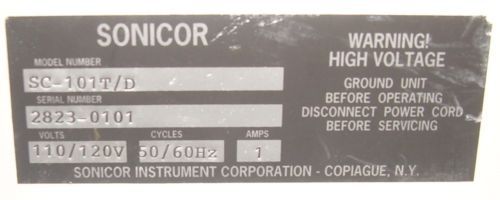 SONICOR
MODEL NUMBER
SC-101T/D
SERIAL NUMBER
2823-0101
VOLTS CYCLES AMPS
110/120V 50/60Hz 1
WARNING!
HIGH VOLTAGE
GROUND UNIT
BEFORE OPERATING
DISCONNECT POWER CORD
BEFORE SERVICING
SONICOR INSTRUMENT CORPORATION - COPIAGUE, N.Y.